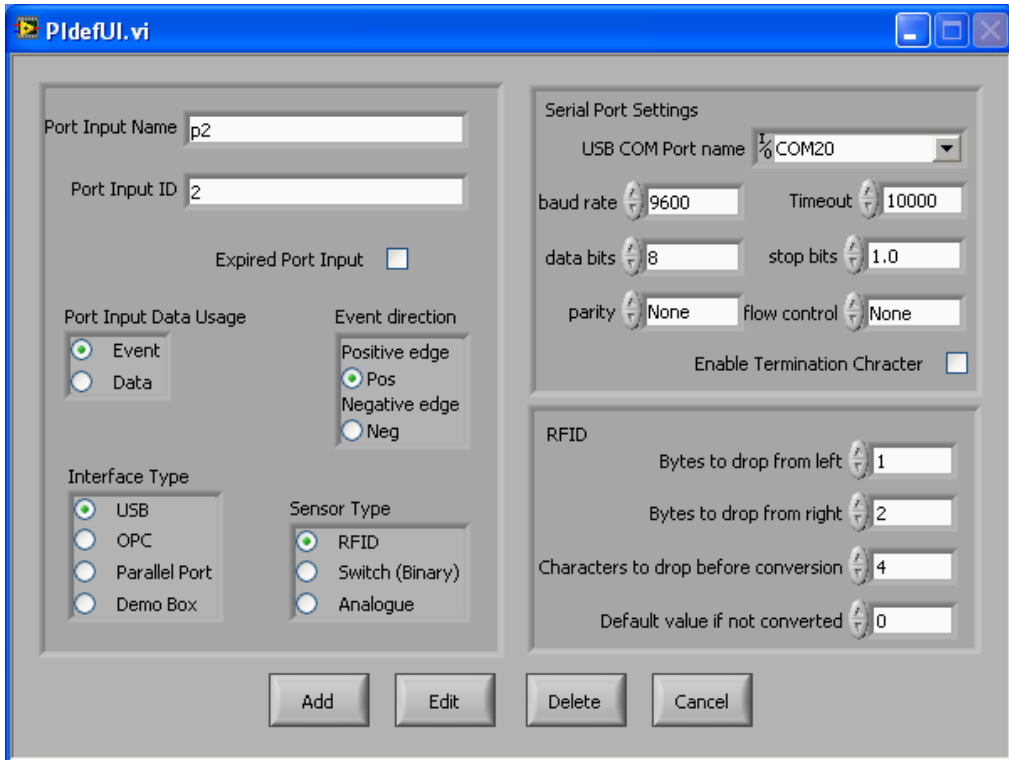 PIdefUI.vi
Port Input Name p2
Port Input ID 2
Expired Port Input
Port Input Data Usage
Event
Data
Event direction
Positive edge
Pos
Negative edge
Neg
Interface Type
USB
OPC
Parallel Port
Demo Box
Sensor Type
RFID
Switch (Binary)
Analogue
Serial Port Settings
USB COM Port name I/O COM20
baud rate 9600 Timeout 10000
data bits 8 stop bits 1.0
parity None flow control None
Enable Termination Chracter
RFID
Bytes to drop from left 1
Bytes to drop from right 2
Characters to drop before conversion 4
Default value if not converted 0
Add Edit Delete Cancel